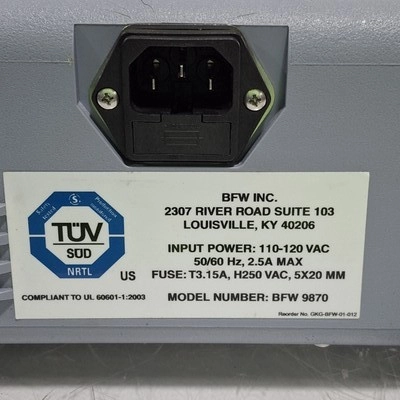 BFW INC.
2307 RIVER ROAD SUITE 103
LOUISVILLE, KY 40206
INPUT POWER: 110-120 VAC
50/60 Hz, 2.5A MAX
FUSE: T3.15A, H250 VAC, 5X20 MM
MODEL NUMBER: BFW 9870
Reorder No. GKG-BFW-01-012
Production
TÜV
SÜD
NRTL
US
COMPLIANT TO UL 60601-1:2003